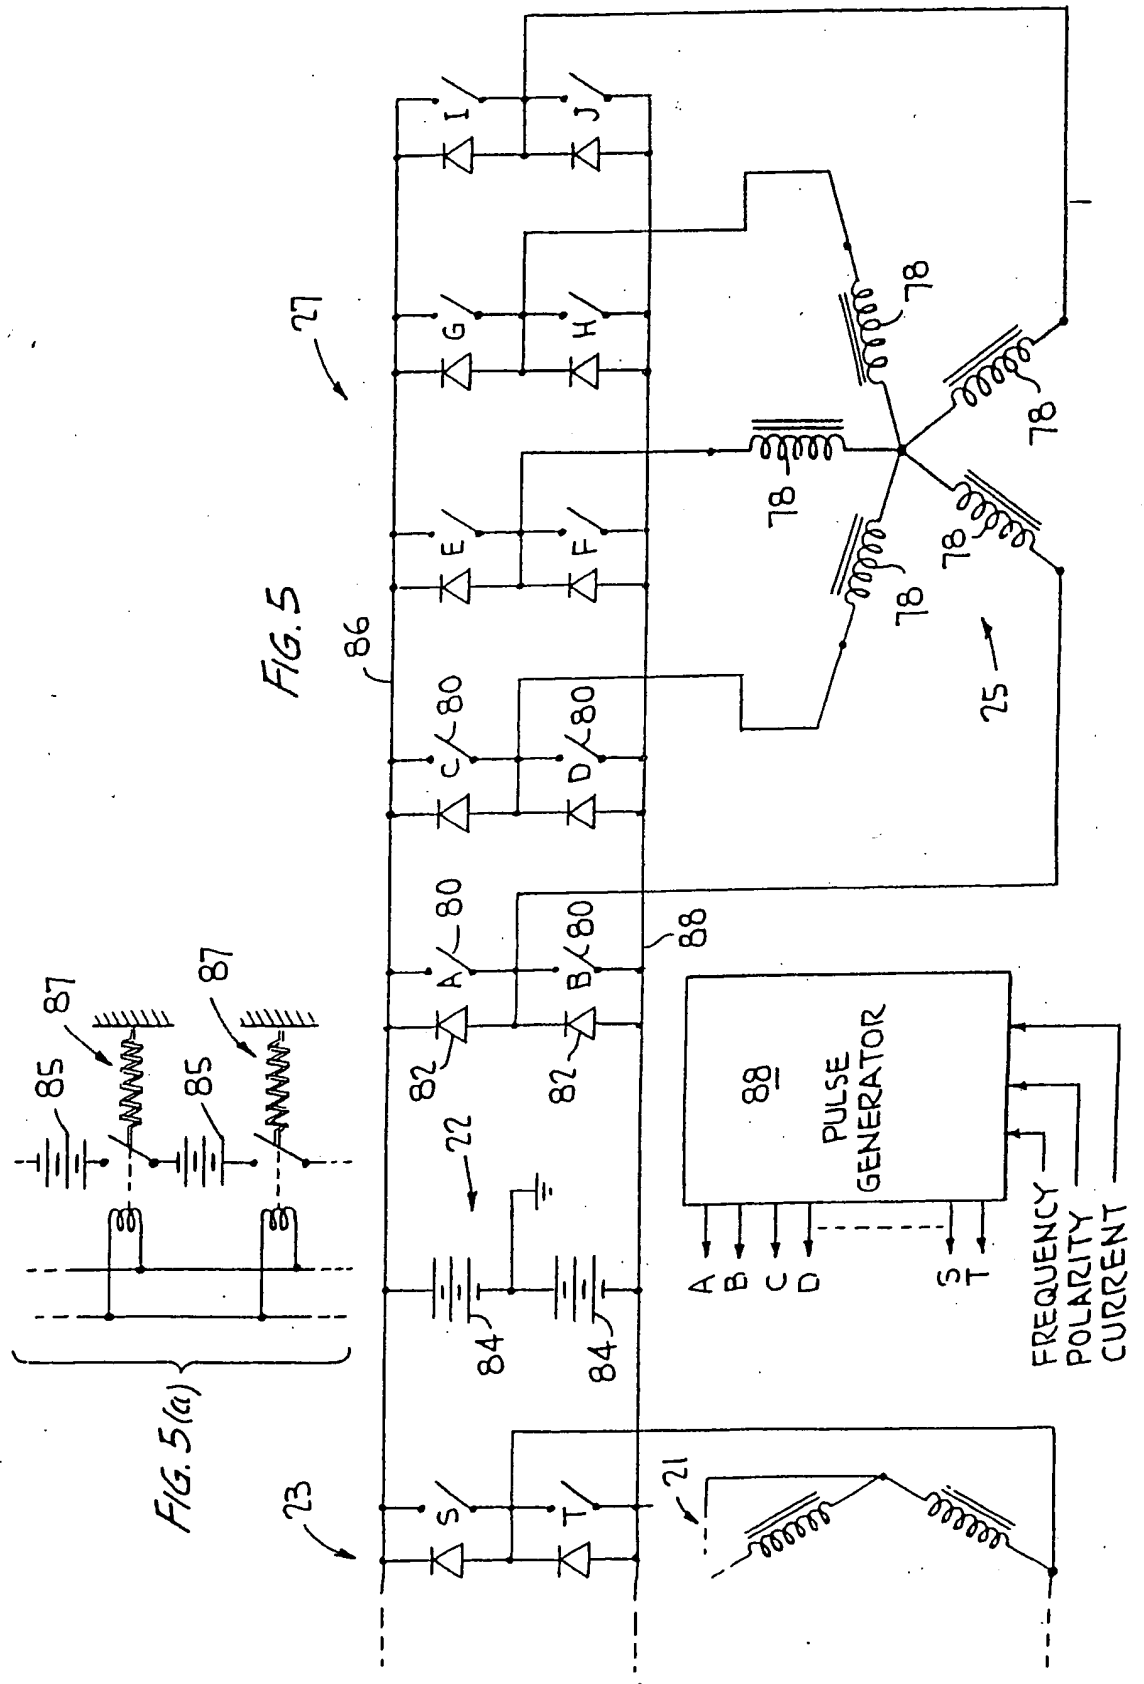 I
J
27
G
H
78
78
78
E
F
78
78
FIG. 5
86
C
80
D
80
25
A
80
B
80
88
82
82
87
87
85
85
22
84
84
88
PULSE
GENERATOR
A
B
C
D
S
T
FREQUENCY
POLARITY
CURRENT
FIG. 5(a)
23
S
T
21